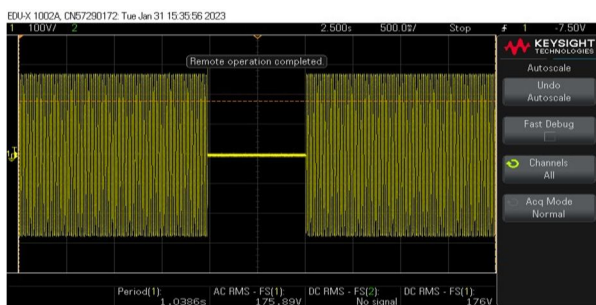 EDU-X 1002A, CN57290172: Tue Jan 31 15:35:56 2023
1 100V/ 2 2.500s 500.0ms/ Stop 1 -7.50V
Remote operation completed.
KEYSIGHT
TECHNOLOGIES
Autoscale
Undo
Autoscale
Fast Debug
Channels
All
Acq Mode
Normal
Period(1): AC RMS - FS(1): DC RMS - FS(2): DC RMS - FS(1):
1.0386s 175.89V No signal 176V